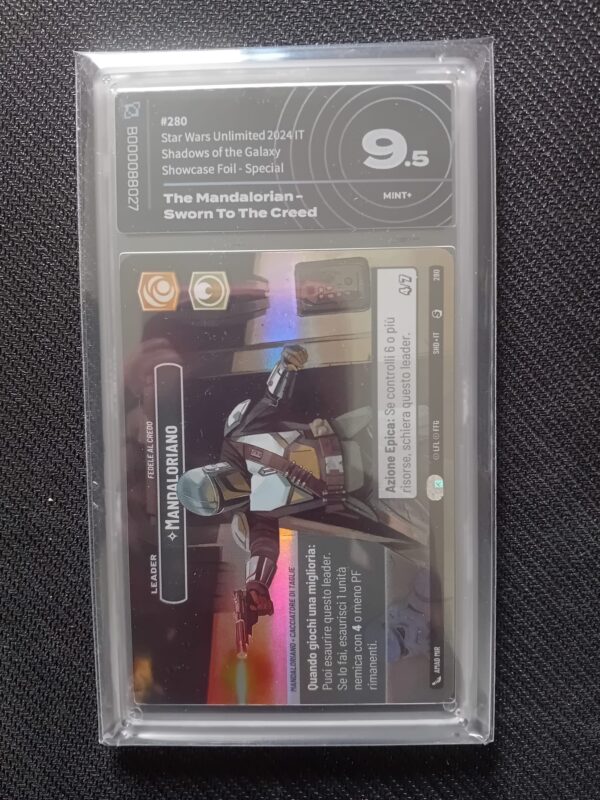 #280
Star Wars Unlimited 2024 IT
Shadows of the Galaxy
Showcase Foil - Special
The Mandalorian -
Sworn To The Creed
9.5
MINT+
B000088027
LEADER
FEDELE AL CREDO
MANDALORIANO
MANDALORIANO • CACCIATORE DI TAGLIE
Quando giochi una miglioria:
Puoi esaurire questo leader.
Se lo fai, esaurisci 1 unità
nemica con 4 o meno PF
rimanenti.
Azione Epica: Se controlli 6 o più
risorse, schiera questo leader.
4/7
AMAD MIR
©LFL ©FFG
SHD • IT
S
280